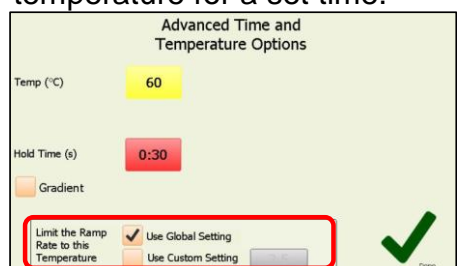 temperature for a set time.
Advanced Time and
Temperature Options
Temp (°C)
60
Hold Time (s)
0:30
Gradient
Limit the Ramp
Rate to this
Temperature
Use Global Setting
Use Custom Setting